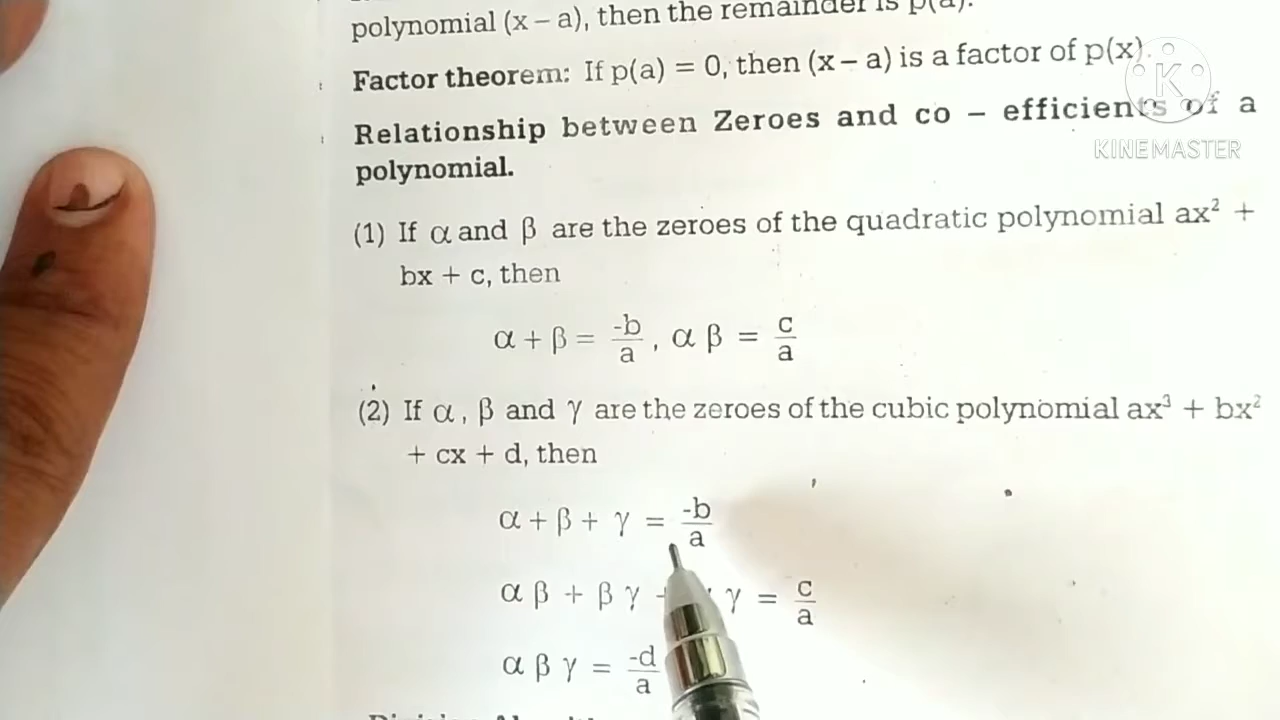 polynomial (x – a), then the remainder is p(a).
Factor theorem: If p(a) = 0, then (x – a) is a factor of p(x).
K
Relationship between Zeroes and co – efficients of a
KINEMASTER
polynomial.
(1) If α and β are the zeroes of the quadratic polynomial ax² +
bx + c, then
α + β = -b/a , α β = c/a
(2) If α , β and γ are the zeroes of the cubic polynomial ax³ + bx²
+ cx + d, then
α + β + γ = -b/a
α β + β γ + γ = c/a
α β γ = -d/a